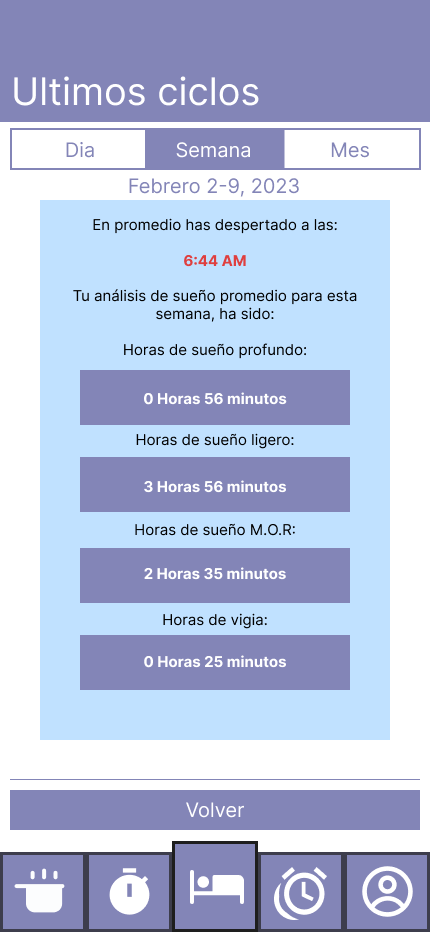 Ultimos ciclos
Dia
Semana
Mes
Febrero 2-9, 2023
En promedio has despertado a las:
6:44 AM
Tu análisis de sueño promedio para esta
semana, ha sido:
Horas de sueño profundo:
0 Horas 56 minutos
Horas de sueño ligero:
3 Horas 56 minutos
Horas de sueño M.O.R:
2 Horas 35 minutos
Horas de vigia:
0 Horas 25 minutos
Volver